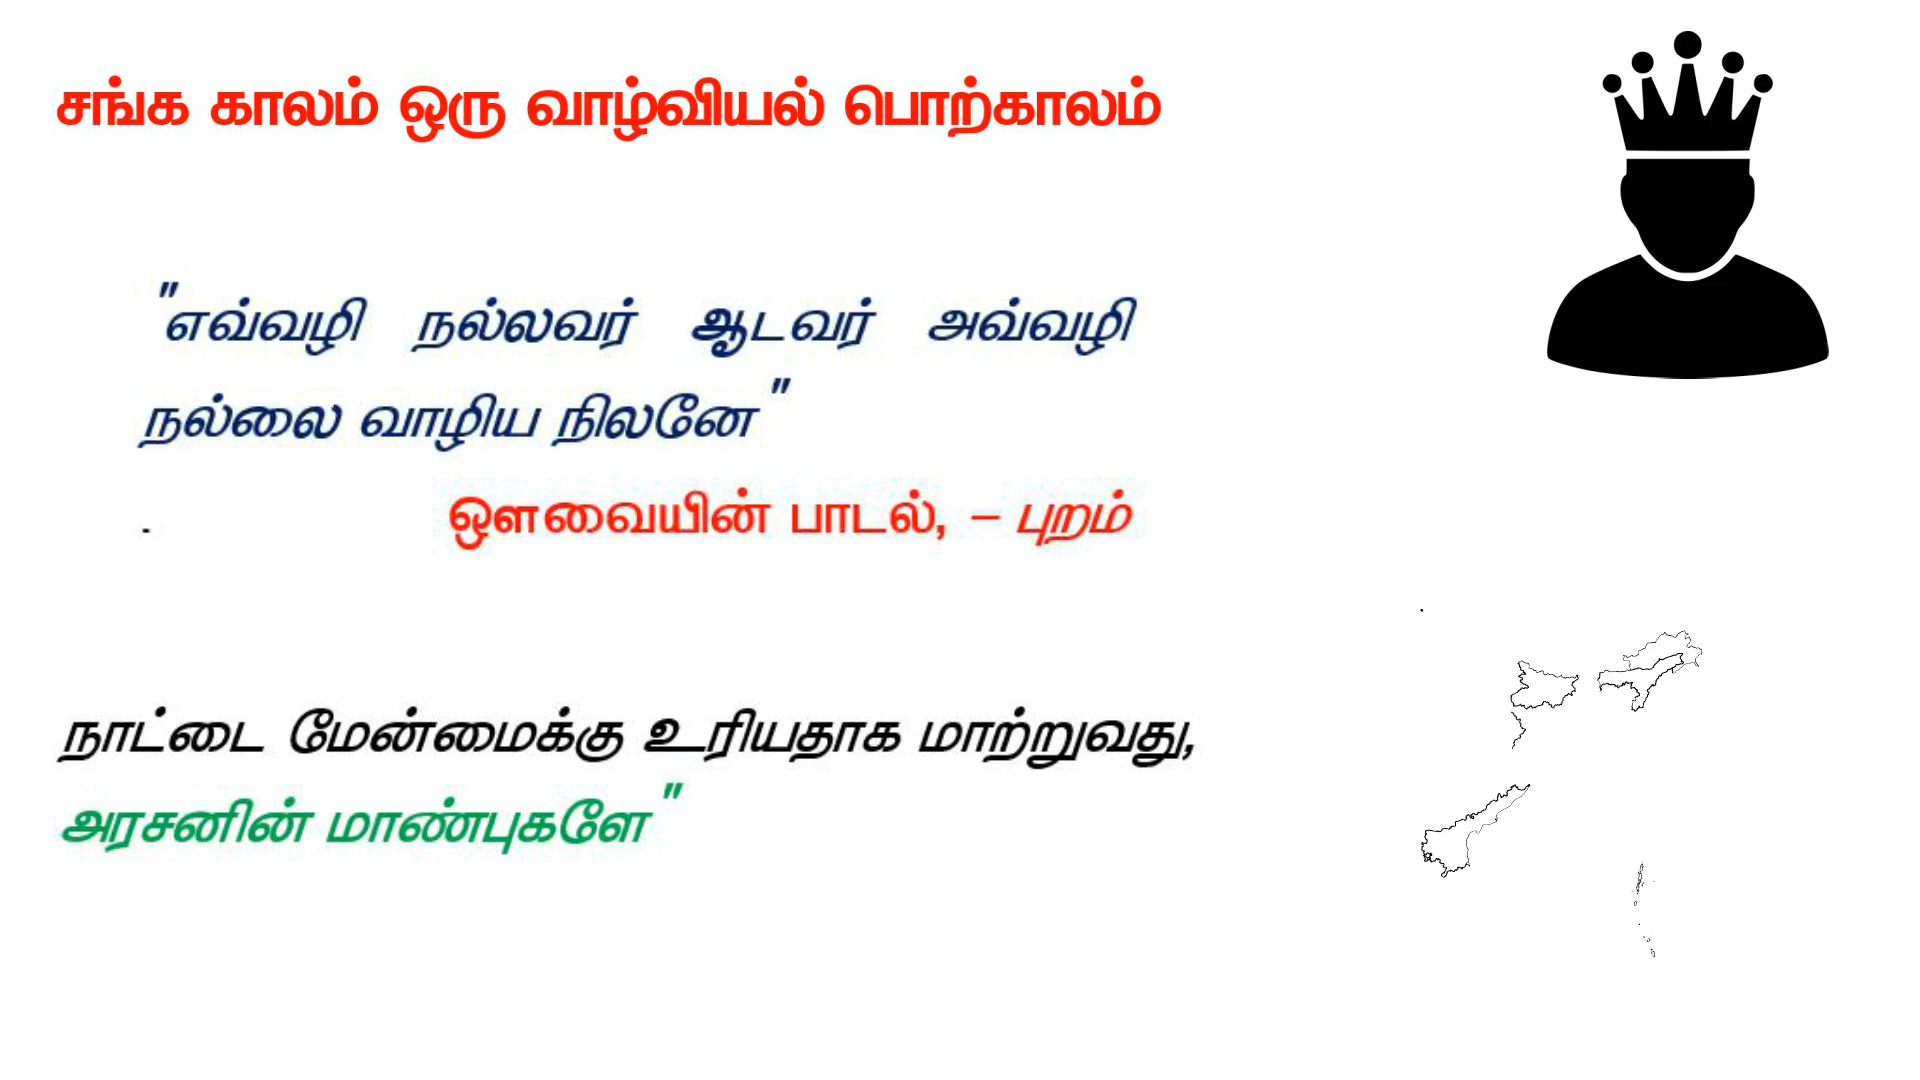 சங்க காலம் ஒரு வாழ்வியல் பொற்காலம்
"எவ்வழி நல்லவர் ஆடவர் அவ்வழி
நல்லை வாழிய நிலனே"
- ஔவையின் பாடல், – புறம்
நாட்டை மேன்மைக்கு உரியதாக மாற்றுவது,
அரசனின் மாண்புகளே"